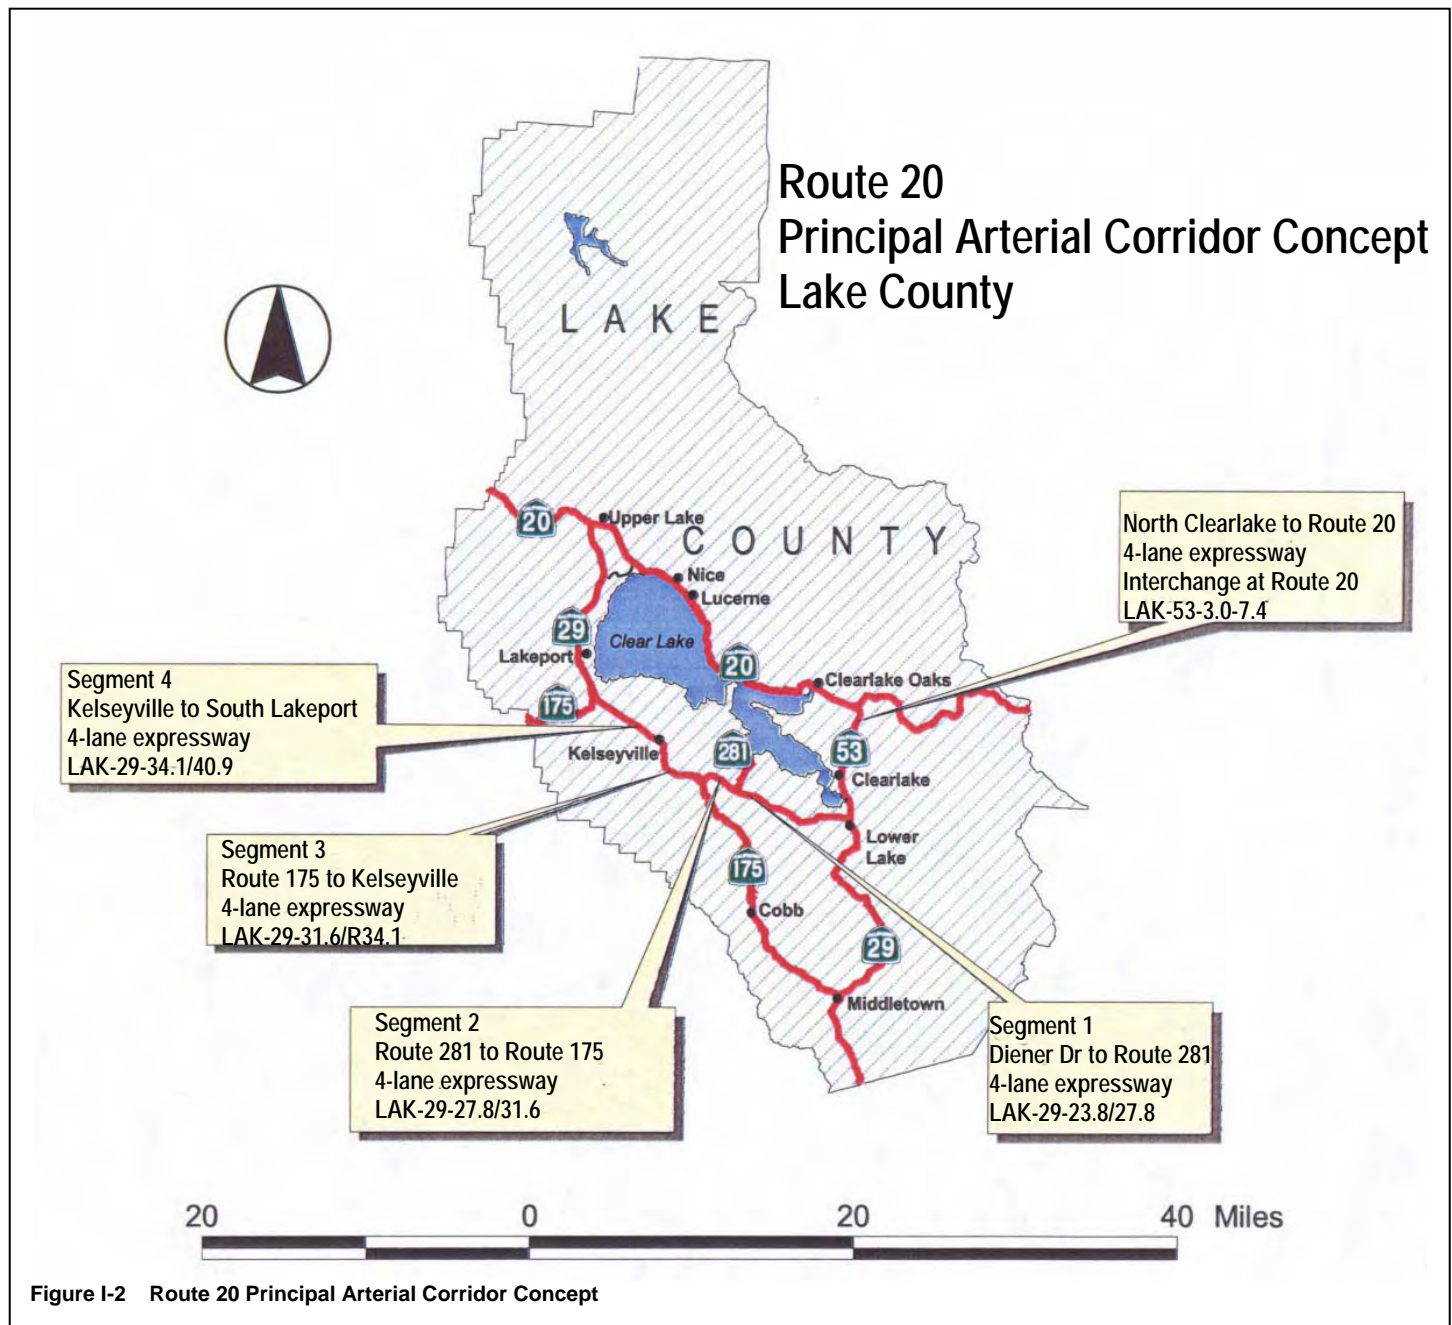 Route 20
Principal Arterial Corridor Concept
Lake County
LAKE
COUNTY
20
Upper Lake
Nice
Lucerne
29
Clear Lake
Lakeport
20
Clearlake Oaks
175
Kelseyville
281
53
Clearlake
Lower
Lake
175
Cobb
29
Middletown
North Clearlake to Route 20
4-lane expressway
Interchange at Route 20
LAK-53-3.0-7.4
Segment 4
Kelseyville to South Lakeport
4-lane expressway
LAK-29-34.1/40.9
Segment 3
Route 175 to Kelseyville
4-lane expressway
LAK-29-31.6/R34.1
Segment 2
Route 281 to Route 175
4-lane expressway
LAK-29-27.8/31.6
Segment 1
Diener Dr to Route 281
4-lane expressway
LAK-29-23.8/27.8
20 0 20 40 Miles
Figure I-2 Route 20 Principal Arterial Corridor Concept